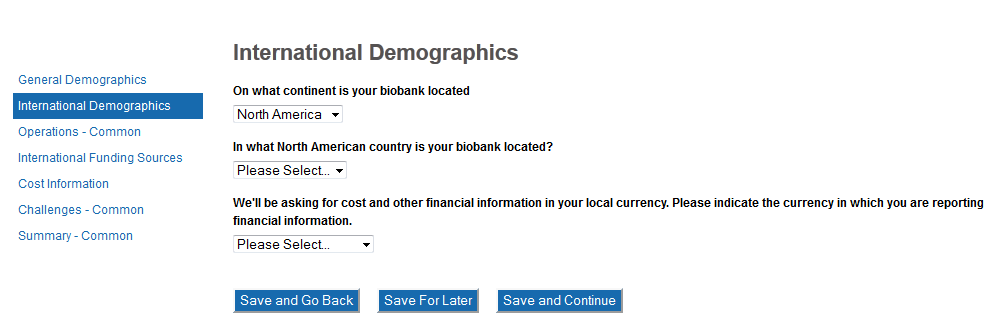 International Demographics
General Demographics
International Demographics
Operations - Common
International Funding Sources
Cost Information
Challenges - Common
Summary - Common
On what continent is your biobank located
North America
In what North American country is your biobank located?
Please Select...
We'll be asking for cost and other financial information in your local currency. Please indicate the currency in which you are reporting
financial information.
Please Select...
Save and Go Back
Save For Later
Save and Continue